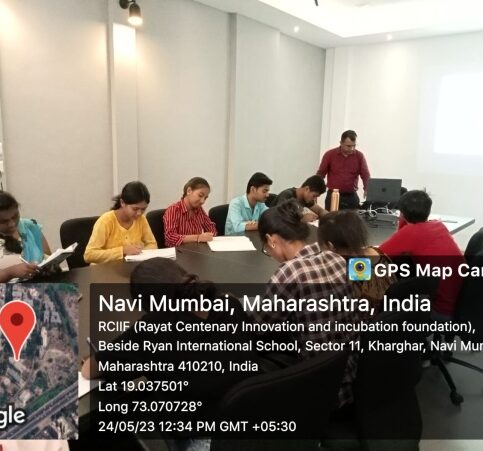 GPS Map Ca
Navi Mumbai, Maharashtra, India
RCIIF (Rayat Centenary Innovation and incubation foundation),
Beside Ryan International School, Sector 11, Kharghar, Navi Mu
Maharashtra 410210, India
Lat 19.037501°
Long 73.070728°
24/05/23 12:34 PM GMT +05:30
gle